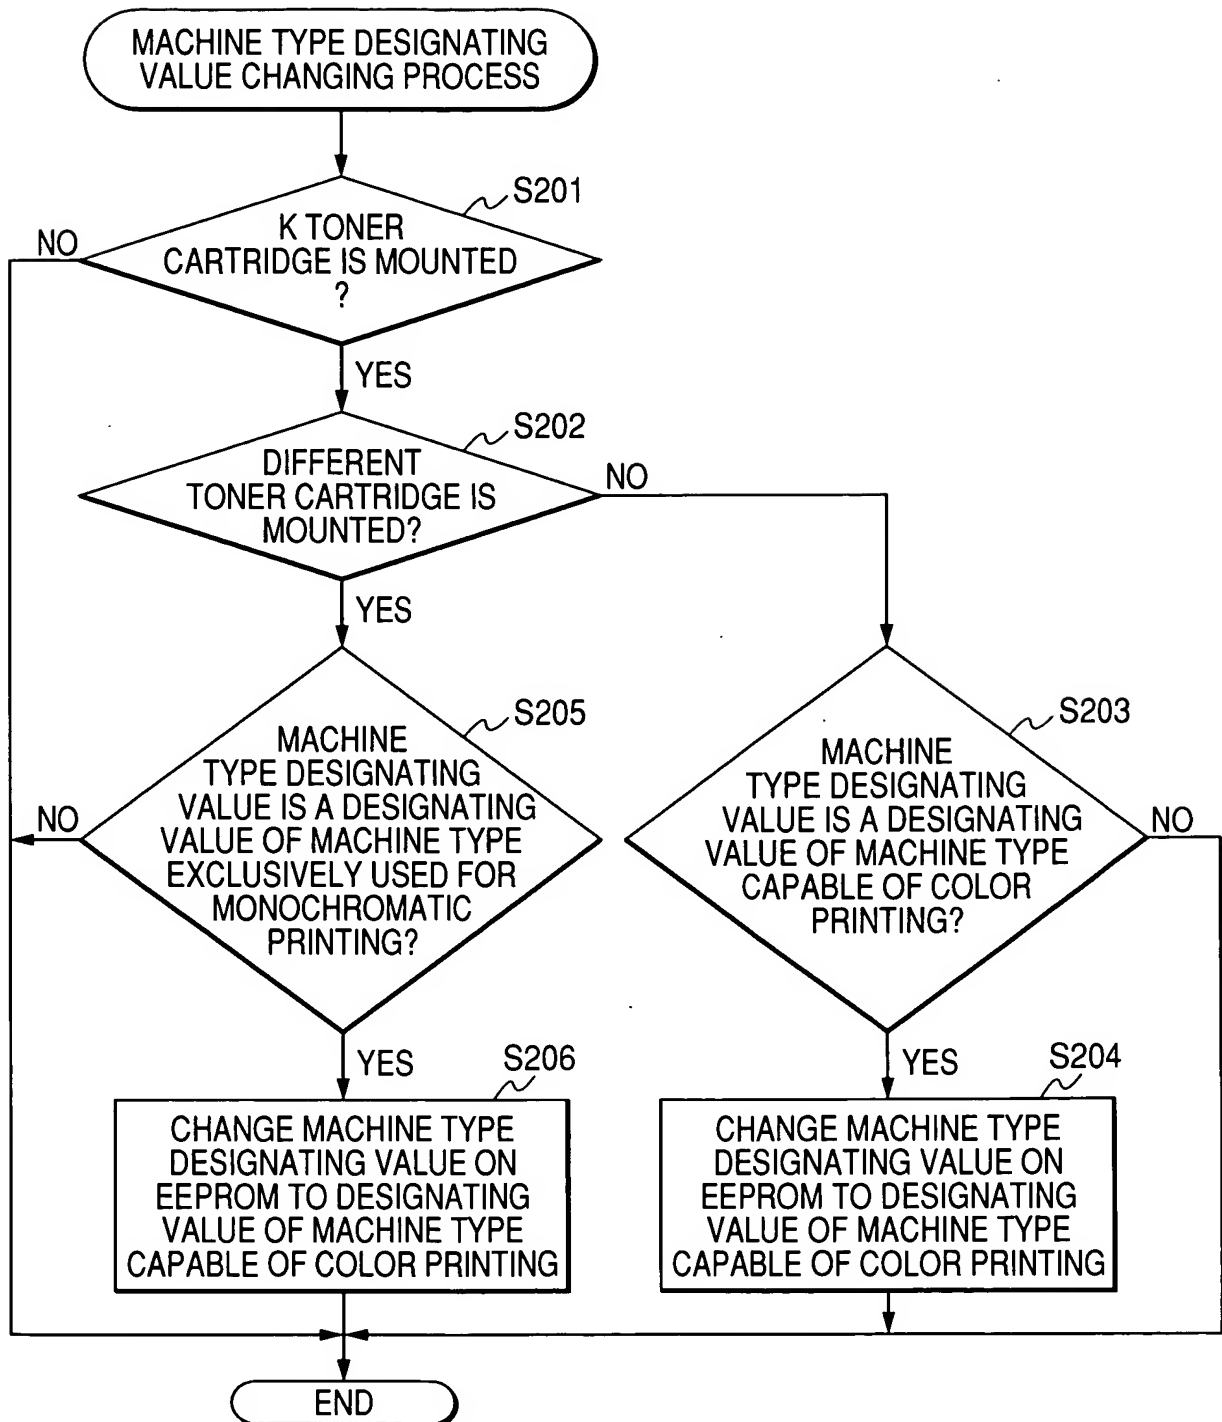 MACHINE TYPE DESIGNATING
VALUE CHANGING PROCESS
S201
K TONER
CARTRIDGE IS MOUNTED
?
NO
YES
S202
DIFFERENT
TONER CARTRIDGE IS
MOUNTED?
NO
YES
S205
MACHINE
TYPE DESIGNATING
VALUE IS A DESIGNATING
VALUE OF MACHINE TYPE
EXCLUSIVELY USED FOR
MONOCHROMATIC
PRINTING?
NO
YES
S203
MACHINE
TYPE DESIGNATING
VALUE IS A DESIGNATING
VALUE OF MACHINE TYPE
CAPABLE OF COLOR
PRINTING?
NO
YES
S206
CHANGE MACHINE TYPE
DESIGNATING VALUE ON
EEPROM TO DESIGNATING
VALUE OF MACHINE TYPE
CAPABLE OF COLOR PRINTING
S204
CHANGE MACHINE TYPE
DESIGNATING VALUE ON
EEPROM TO DESIGNATING
VALUE OF MACHINE TYPE
CAPABLE OF COLOR PRINTING
END